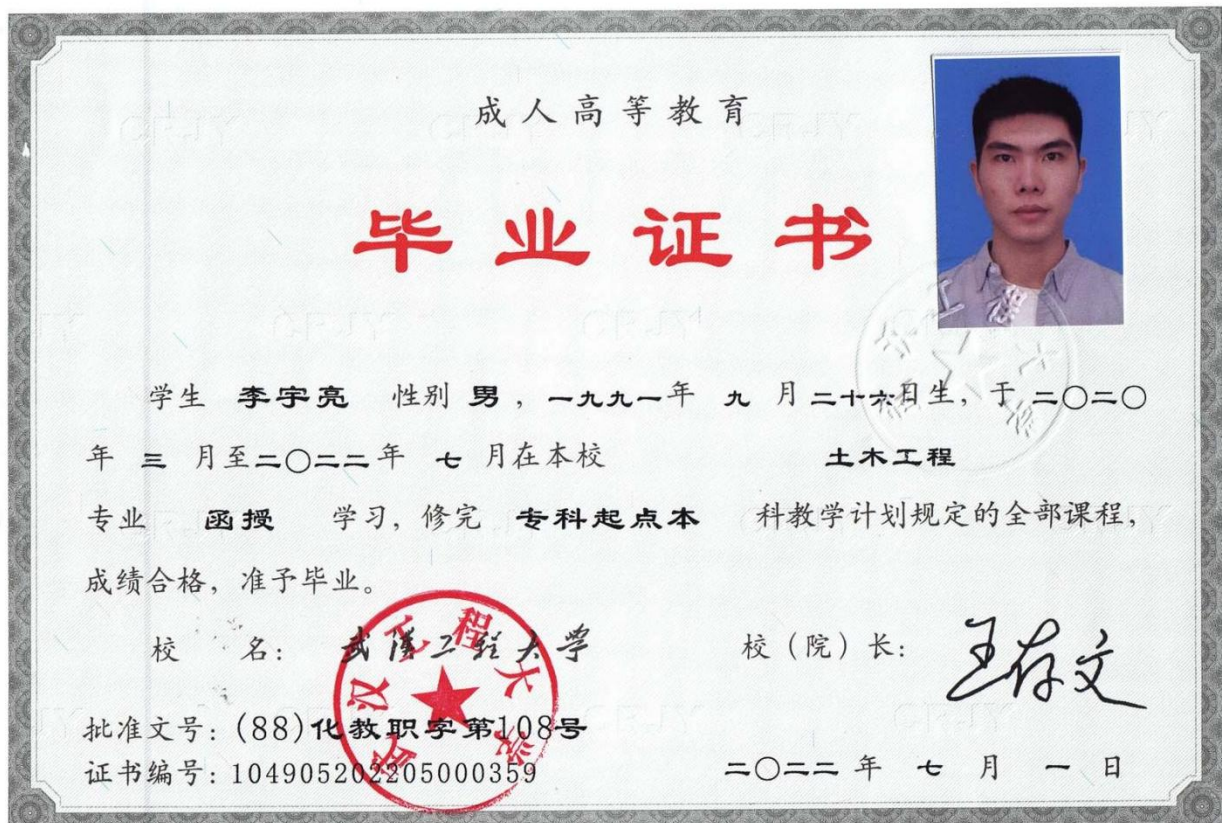 成人高等教育
毕业证书
学生 李宇亮 性别 男，一九九一年 九 月 二十六日生，于 二〇二〇
年 三 月至二〇二二年 七 月在本校 土木工程
专业 函授 学习，修完 专科起点本 科教学计划规定的全部课程，
成绩合格，准予毕业。
校 名：武汉工程大学 校（院）长：王存文
武汉工程大学
批准文号：(88)化教职字第108号
证书编号：104905202205000359 二〇二二 年 七 月 一 日